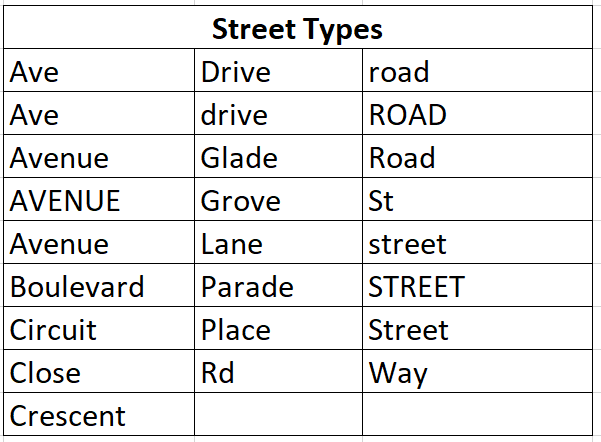 Street Types
Ave Drive road
Ave drive ROAD
Avenue Glade Road
AVENUE Grove St
Avenue Lane street
Boulevard Parade STREET
Circuit Place Street
Close Rd Way
Crescent